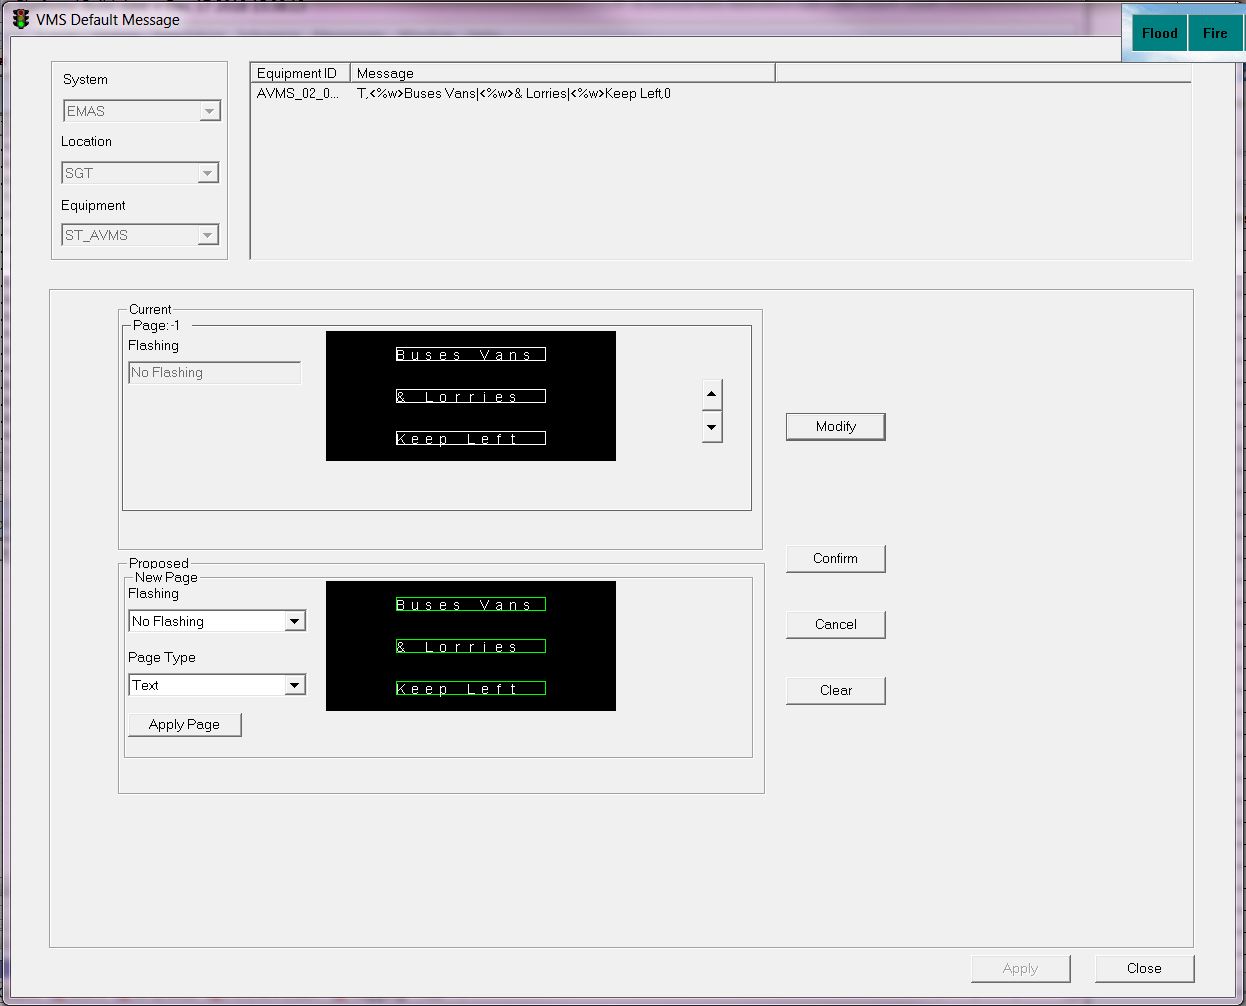 VMS Default Message
Flood Fire
System
EMAS
Location
SGT
Equipment
ST_AVMS
Equipment ID Message
AVMS_02_0... T,<%w>Buses Vans|<%w>& Lorries|<%w>Keep Left,0
Current
Page:-1
Flashing
No Flashing
Buses Vans
& Lorries
Keep Left
Modify
Confirm
Cancel
Clear
Proposed
New Page
Flashing
No Flashing
Page Type
Text
Apply Page
Buses Vans
& Lorries
Keep Left
Apply Close